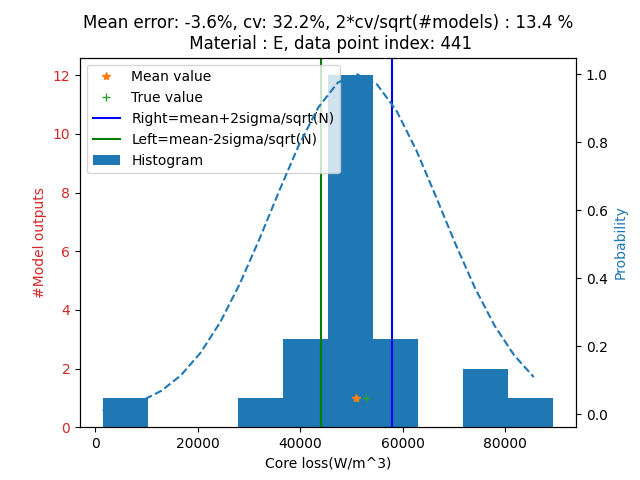 Mean error: -3.6%, cv: 32.2%, 2*cv/sqrt(#models) : 13.4 %
Material : E, data point index: 441
Mean value
True value
Right=mean+2sigma/sqrt(N)
Left=mean-2sigma/sqrt(N)
Histogram
12
10
8
6
4
2
0
#Model outputs
1.0
0.8
0.6
0.4
0.2
0.0
Probability
0 20000 40000 60000 80000
Core loss(W/m^3)